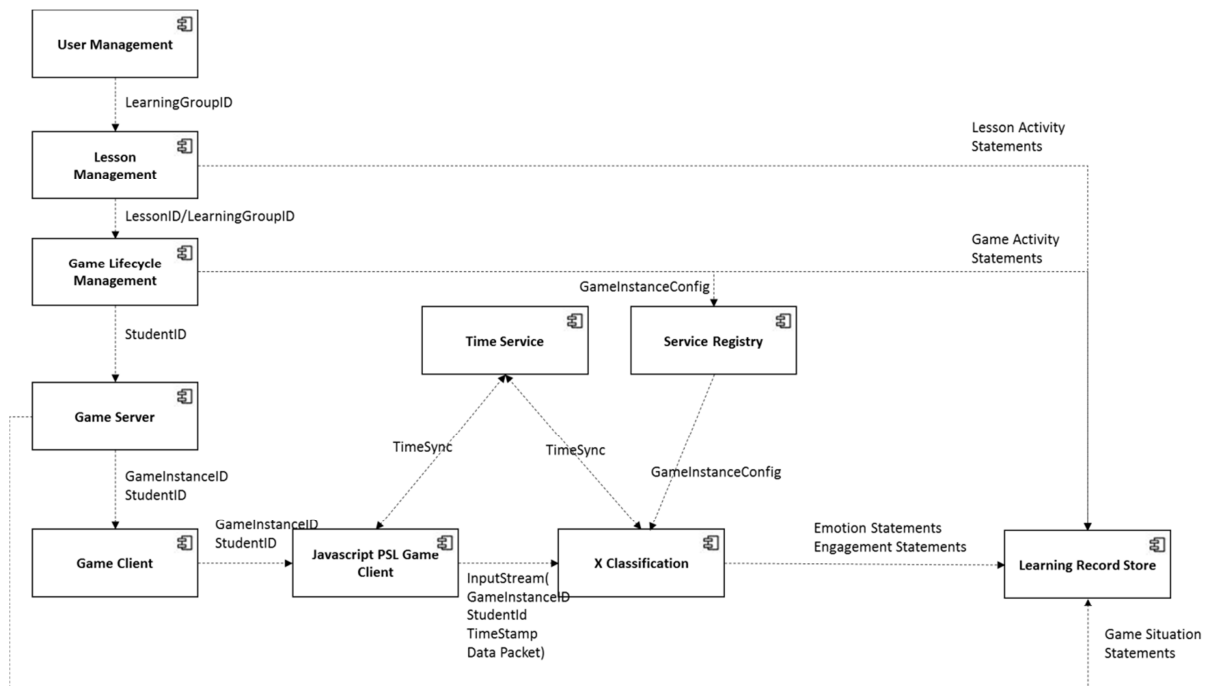 User Management
LearningGroupID
Lesson Activity
Statements
Lesson
Management
LessonID/LearningGroupID
Game Activity
Statements
Game Lifecycle
Management
GameInstanceConfig
StudentID
Time Service
Service Registry
Game Server
TimeSync
TimeSync
GameInstanceConfig
GameInstanceID
StudentID
GameInstanceID
StudentID
Emotion Statements
Engagement Statements
Game Client
Javascript PSL Game
Client
X Classification
Learning Record Store
InputStream(
GameInstanceID
StudentId
TimeStamp
Data Packet)
Game Situation
Statements